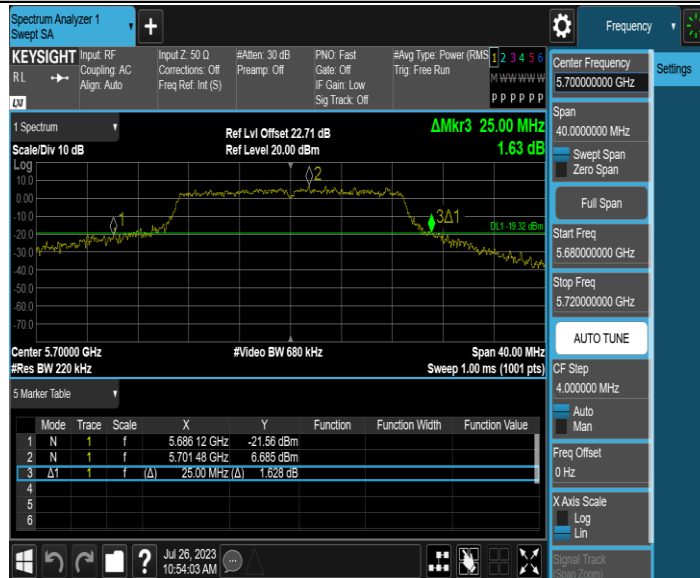 Spectrum Analyzer 1
Swept SA
+
Frequency
KEYSIGHT
RL
LXI
Input: RF
Coupling: AC
Align: Auto
Input Z: 50 Ω
Corrections: Off
Freq Ref: Int (S)
#Atten: 30 dB
Preamp: Off
PNO: Fast
Gate: Off
IF Gain: Low
Sig Track: Off
#Avg Type: Power (RMS
Trig: Free Run
1 2 3 4 5 6
M W W W W W
P P P P P P
1 Spectrum
Scale/Div 10 dB
Ref Lvl Offset 22.71 dB
Ref Level 20.00 dBm
ΔMkr3 25.00 MHz
1.63 dB
Log
10.0
0.00
-10.0
-20.0
-30.0
-40.0
-50.0
-60.0
-70.0
1
2
3Δ1
DL1 -19.32 dBm
Center 5.70000 GHz
#Res BW 220 kHz
#Video BW 680 kHz
Span 40.00 MHz
Sweep 1.00 ms (1001 pts)
5 Marker Table
Mode Trace Scale X Y Function Function Width Function Value
1 N 1 f 5.686 12 GHz -21.56 dBm
2 N 1 f 5.701 48 GHz 6.685 dBm
3 Δ1 1 f (Δ) 25.00 MHz (Δ) 1.628 dB
4
5
6
?
Jul 26, 2023
10:54:03 AM
Center Frequency
5.700000000 GHz
Settings
Span
40.0000000 MHz
Swept Span
Zero Span
Full Span
Start Freq
5.680000000 GHz
Stop Freq
5.720000000 GHz
AUTO TUNE
CF Step
4.000000 MHz
Auto
Man
Freq Offset
0 Hz
X Axis Scale
Log
Lin
Signal Track
(Span Zoom)